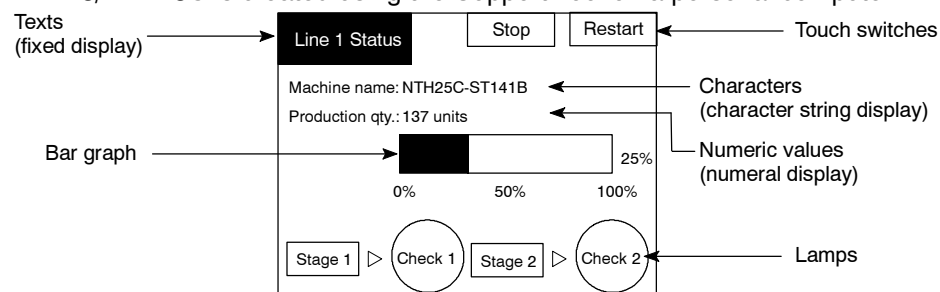 Texts
(fixed display)
Line 1 Status
Stop
Restart
Touch switches
Machine name: NTH25C-ST141B
Characters
(character string display)
Production qty.: 137 units
Bar graph
25%
Numeric values
(numeral display)
0%
50%
100%
Stage 1
Check 1
Stage 2
Check 2
Lamps